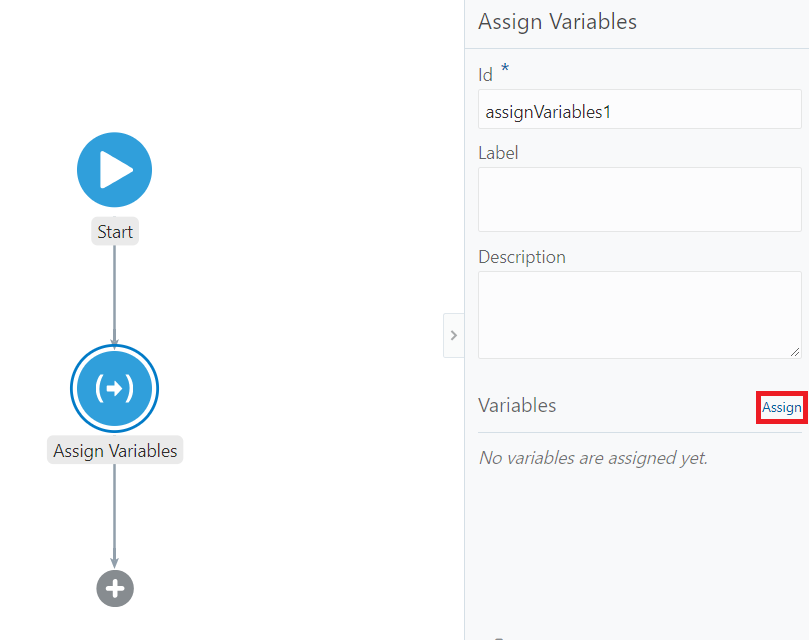 Start
Assign Variables
Assign Variables
Id *
assignVariables1
Label
Description
Variables
Assign
No variables are assigned yet.